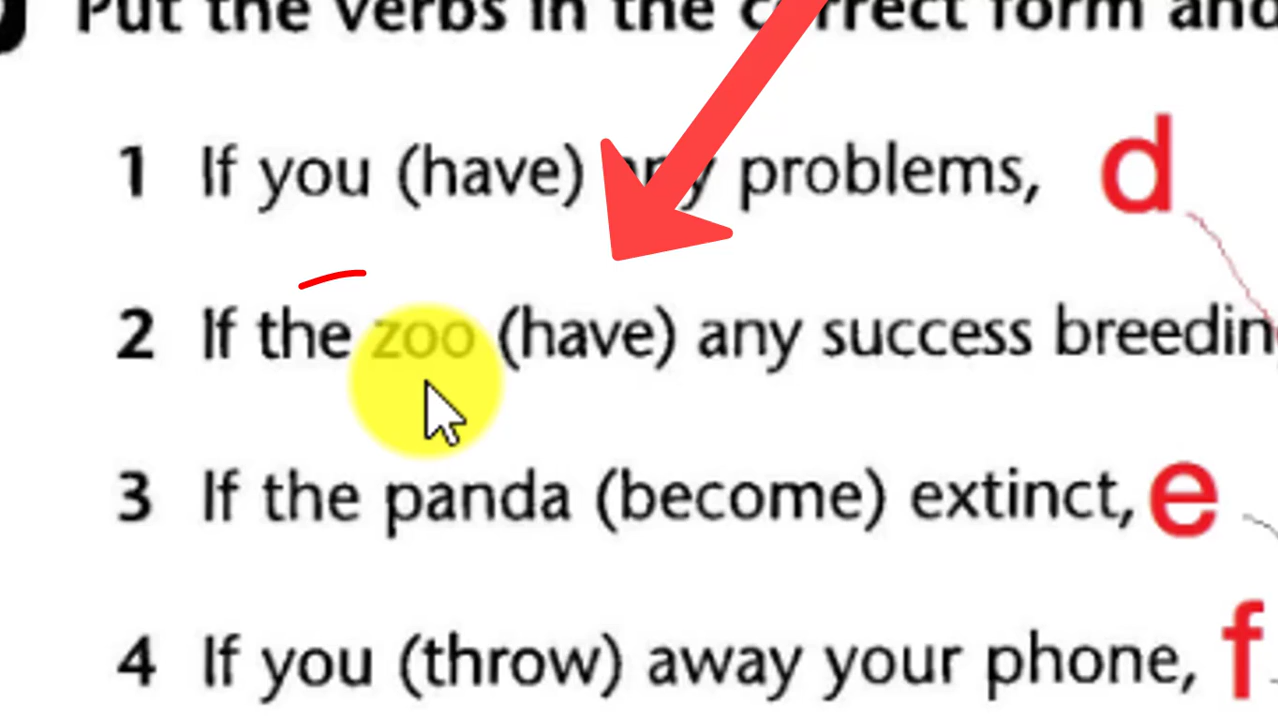 Put the verbs in the correct form and
1 If you (have) any problems, d
2 If the zoo (have) any success breedin
3 If the panda (become) extinct, e
4 If you (throw) away your phone, f